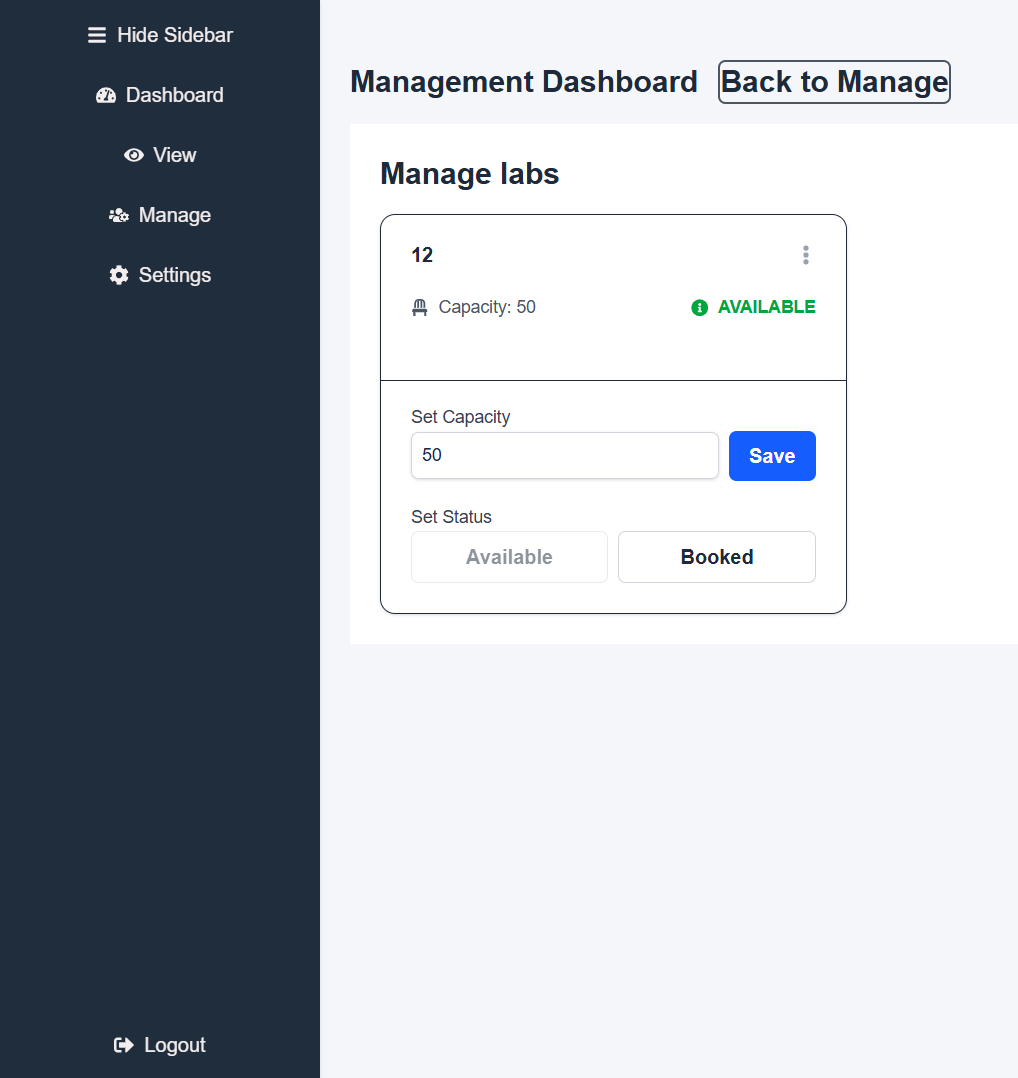 Hide Sidebar
Dashboard
View
Manage
Settings
Logout
Management Dashboard Back to Manage
Manage labs
12
Capacity: 50 AVAILABLE
Set Capacity
50 Save
Set Status
Available Booked